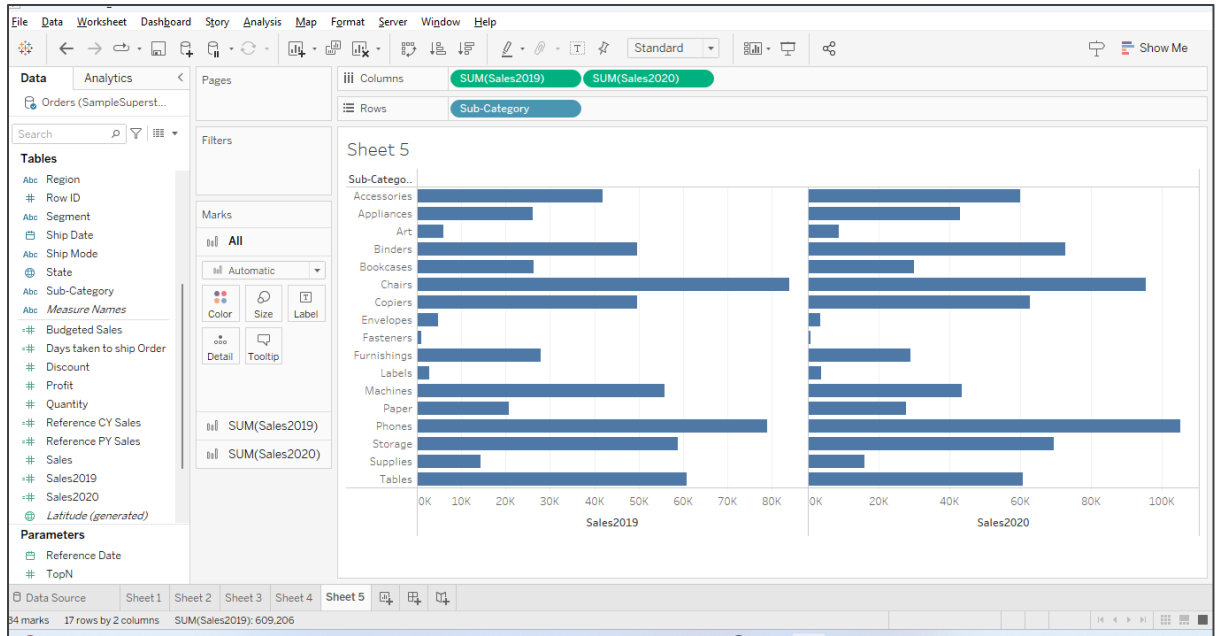 File Data Worksheet Dashboard Story Analysis Map Format Server Window Help
Standard
Show Me
Data Analytics
Orders (SampleSuperst...
Search
Tables
Abc Region
# Row ID
Abc Segment
Ship Date
Abc Ship Mode
State
Abc Sub-Category
Abc Measure Names
=# Budgeted Sales
=# Days taken to ship Order
# Discount
# Profit
# Quantity
=# Reference CY Sales
=# Reference PY Sales
# Sales
=# Sales2019
=# Sales2020
Latitude (generated)
Parameters
Reference Date
# TopN
Pages
Filters
Marks
All
Automatic
Color Size Label
Detail Tooltip
SUM(Sales2019)
SUM(Sales2020)
Columns SUM(Sales2019) SUM(Sales2020)
Rows Sub-Category
Sheet 5
Sub-Catego..
Accessories
Appliances
Art
Binders
Bookcases
Chairs
Copiers
Envelopes
Fasteners
Furnishings
Labels
Machines
Paper
Phones
Storage
Supplies
Tables
0K 10K 20K 30K 40K 50K 60K 70K 80K 0K 20K 40K 60K 80K 100K
Sales2019 Sales2020
Data Source Sheet 1 Sheet 2 Sheet 3 Sheet 4 Sheet 5
34 marks 17 rows by 2 columns SUM(Sales2019): 609,206